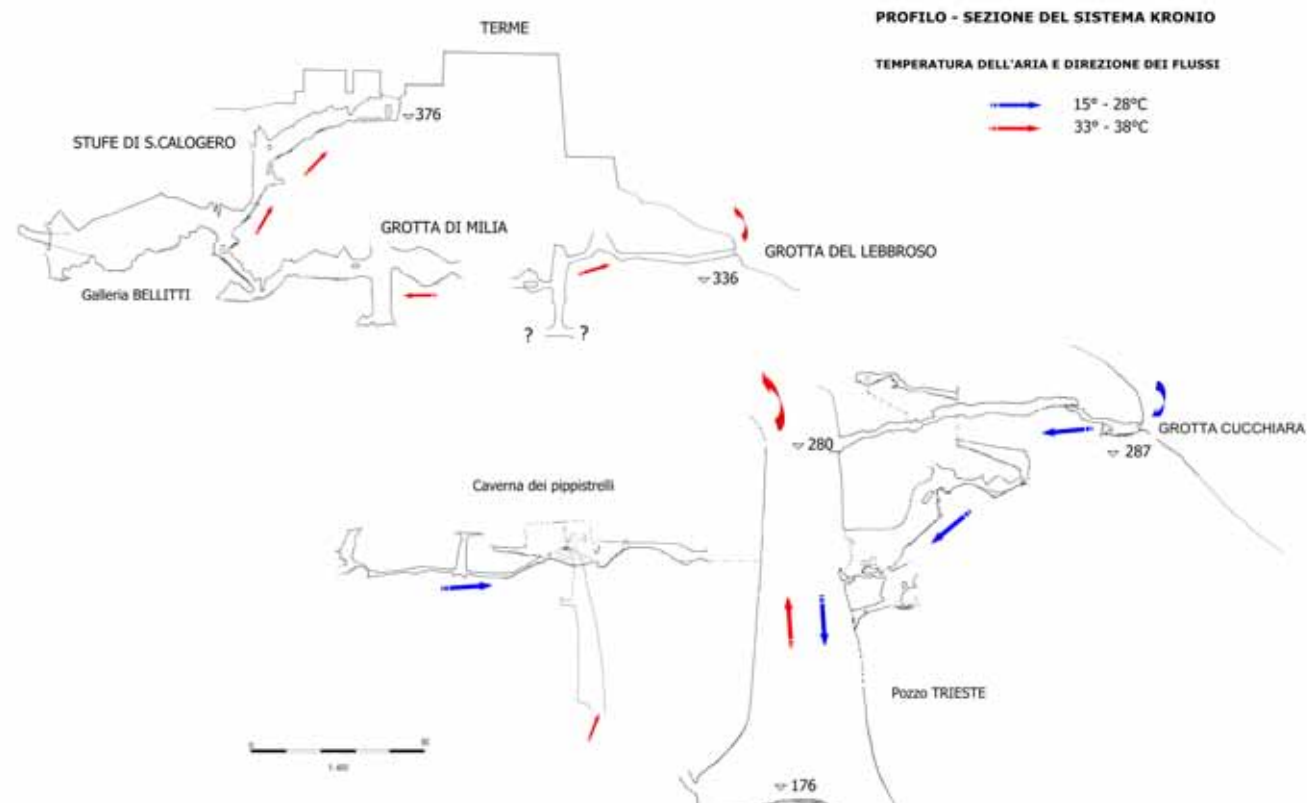 PROFILO - SEZIONE DEL SISTEMA KRONIO
TERME
TEMPERATURA DELL'ARIA E DIREZIONE DEI FLUSSI
15° - 28°C
33° - 38°C
376
STUFE DI S.CALOGERO
GROTTA DI MILIA
GROTTA DEL LEBBROSO
336
Galleria BELLITTI
? ?
280
GROTTA CUCCHIARA
287
Caverna dei pippistrelli
Pozzo TRIESTE
0
176